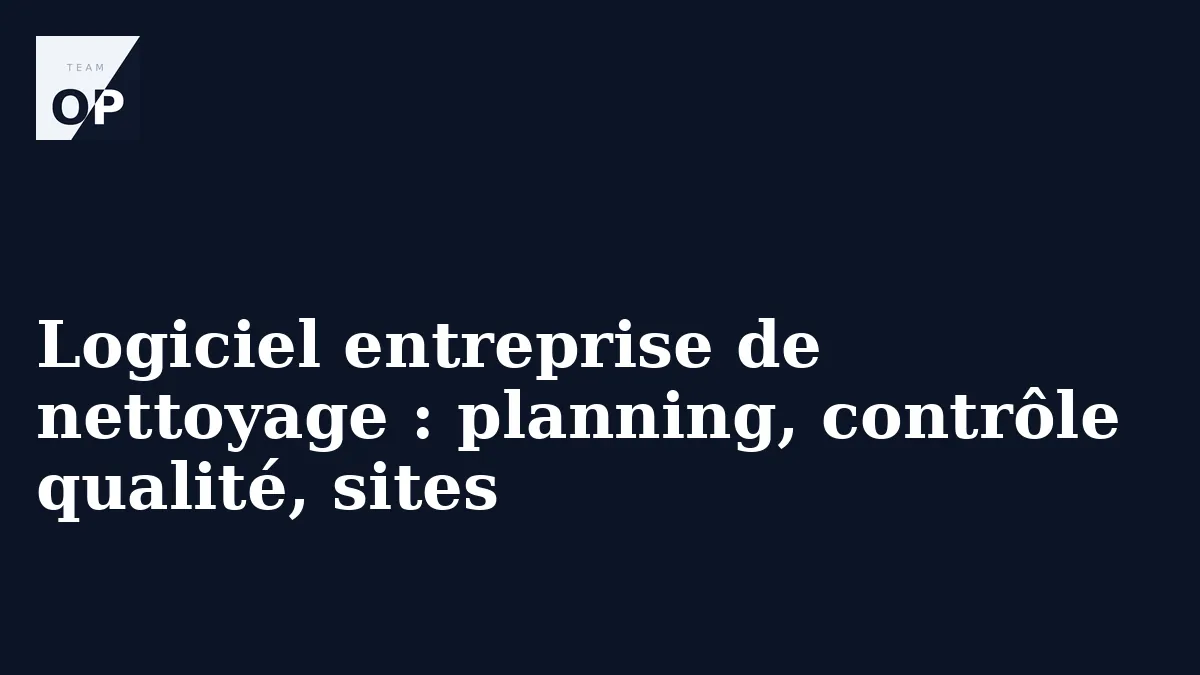 TEAM
OP
Logiciel entreprise de
nettoyage : planning, contrôle
qualité, sites